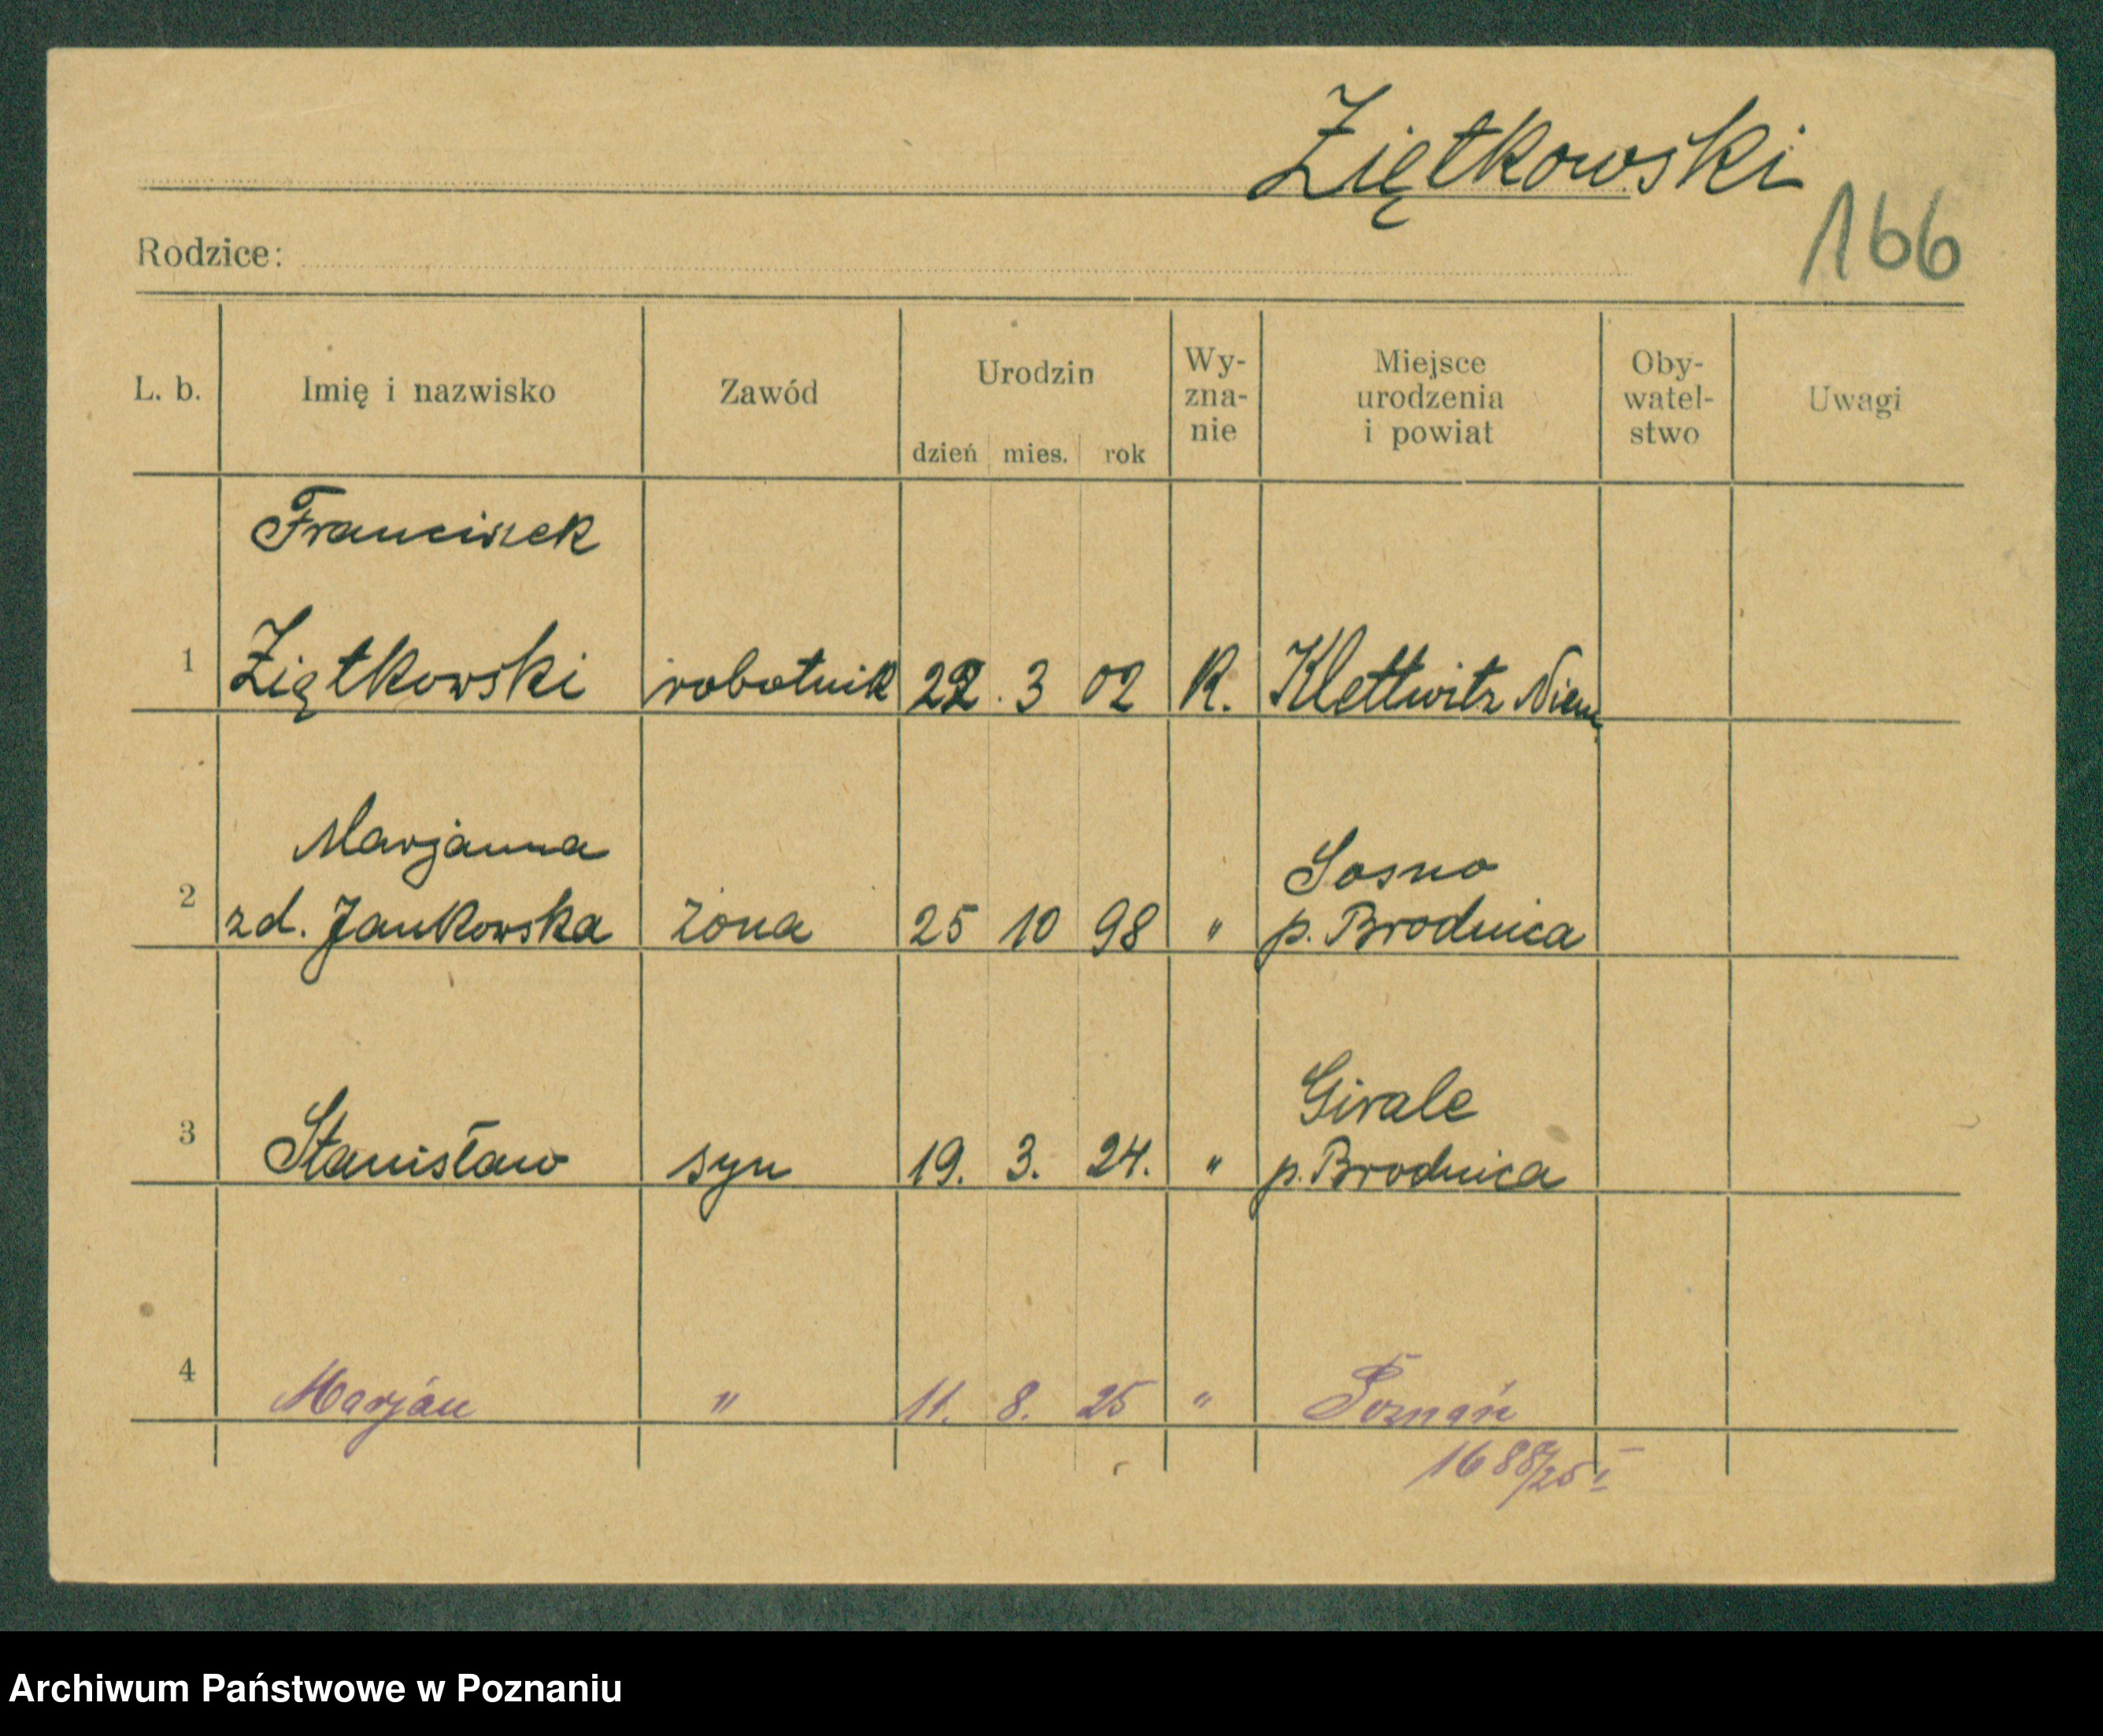 Ziętkowski
166
Rodzice:
L. b. Imię i nazwisko Zawód Urodzin dzień mies. rok Wy-zna-nie Miejsce urodzenia i powiat Oby-watel-stwo Uwagi
Franciszek
1 Ziętkowski robotnik 22. 3 02 R. Klettwitz Niem
Marjanna Sosno
2 zd. Jankowska żona 25 10 98 " p. Brodnica
Girale
3 Stanisław syn 19. 3. 24. " p. Brodnica
4 Marjan " 11. 8. 25 " Poznań
1688/25 I
Archiwum Państwowe w Poznaniu